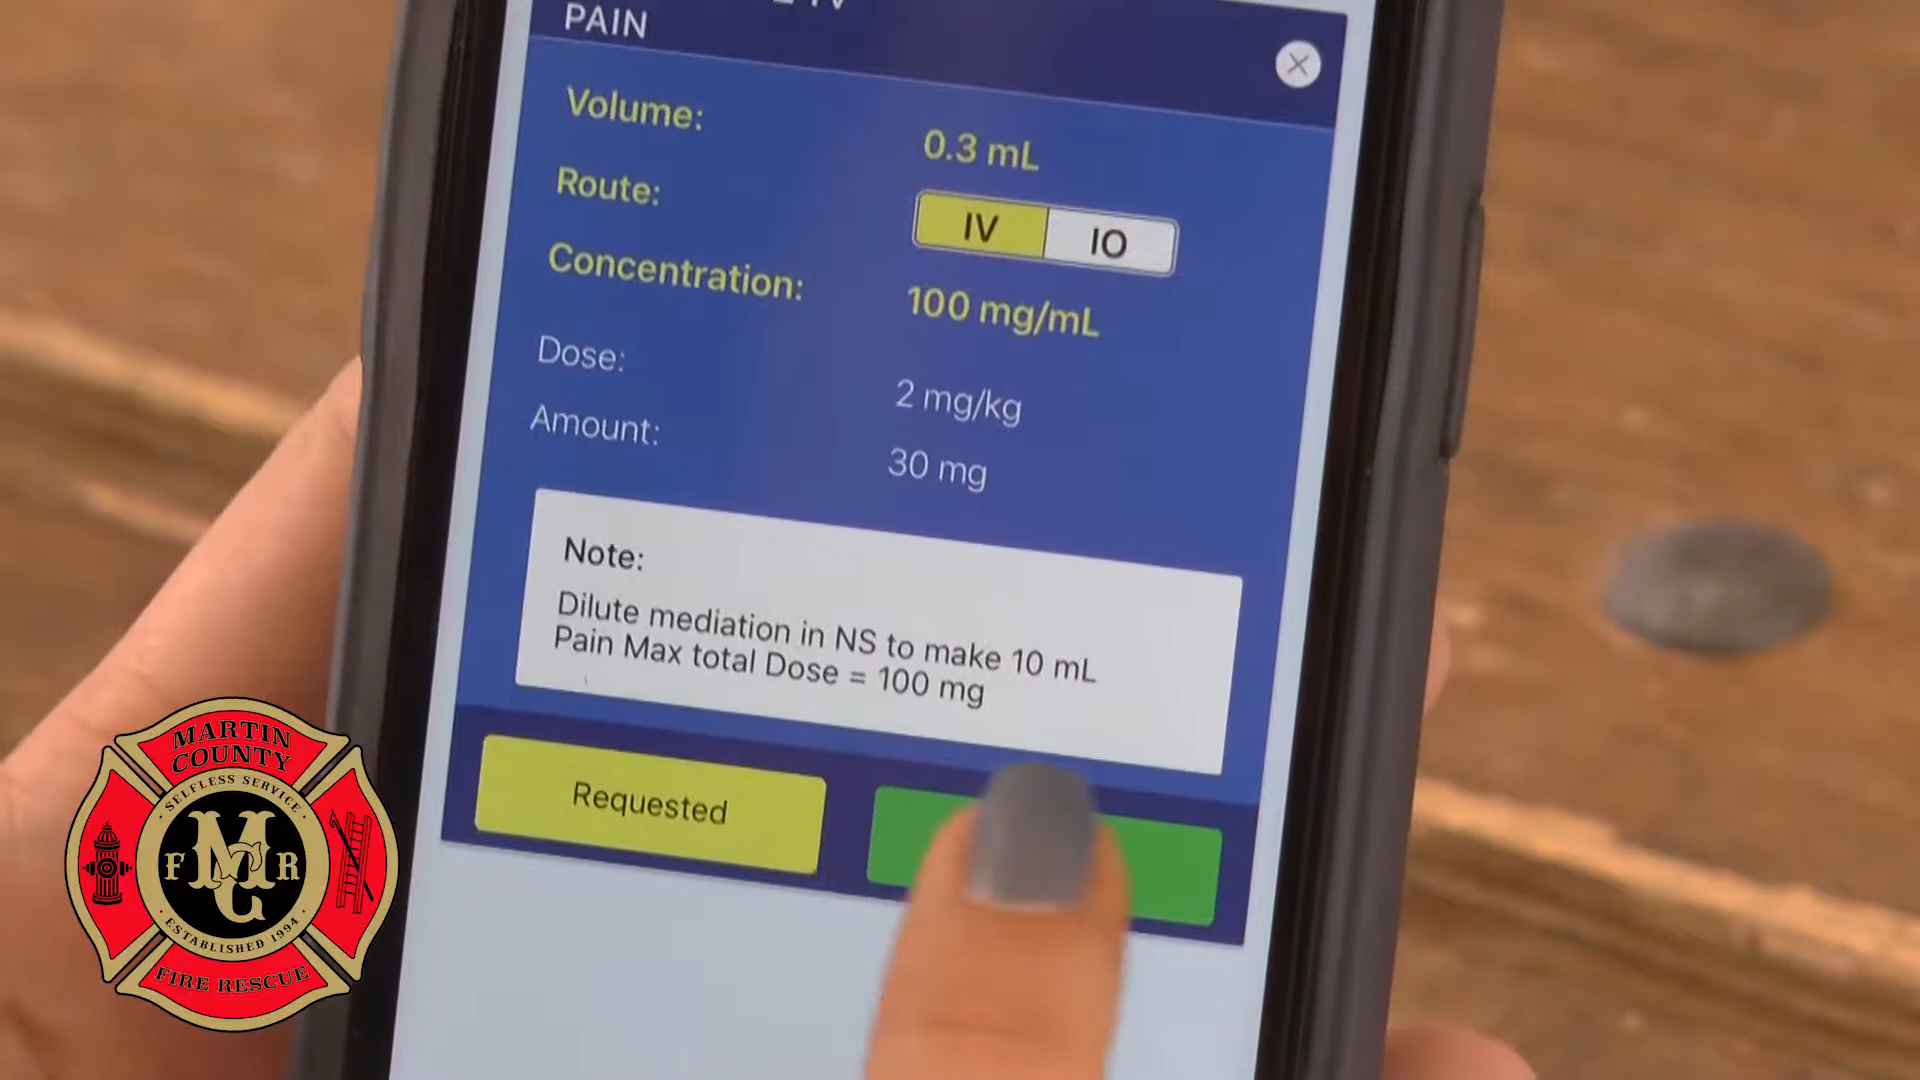 PAIN
Volume: 0.3 mL
Route: IV IO
Concentration: 100 mg/mL
Dose: 2 mg/kg
Amount: 30 mg
Note:
Dilute mediation in NS to make 10 mL
Pain Max total Dose = 100 mg
Requested
MARTIN
COUNTY
SELFLESS SERVICE
F MC R
ESTABLISHED 1994
FIRE RESCUE